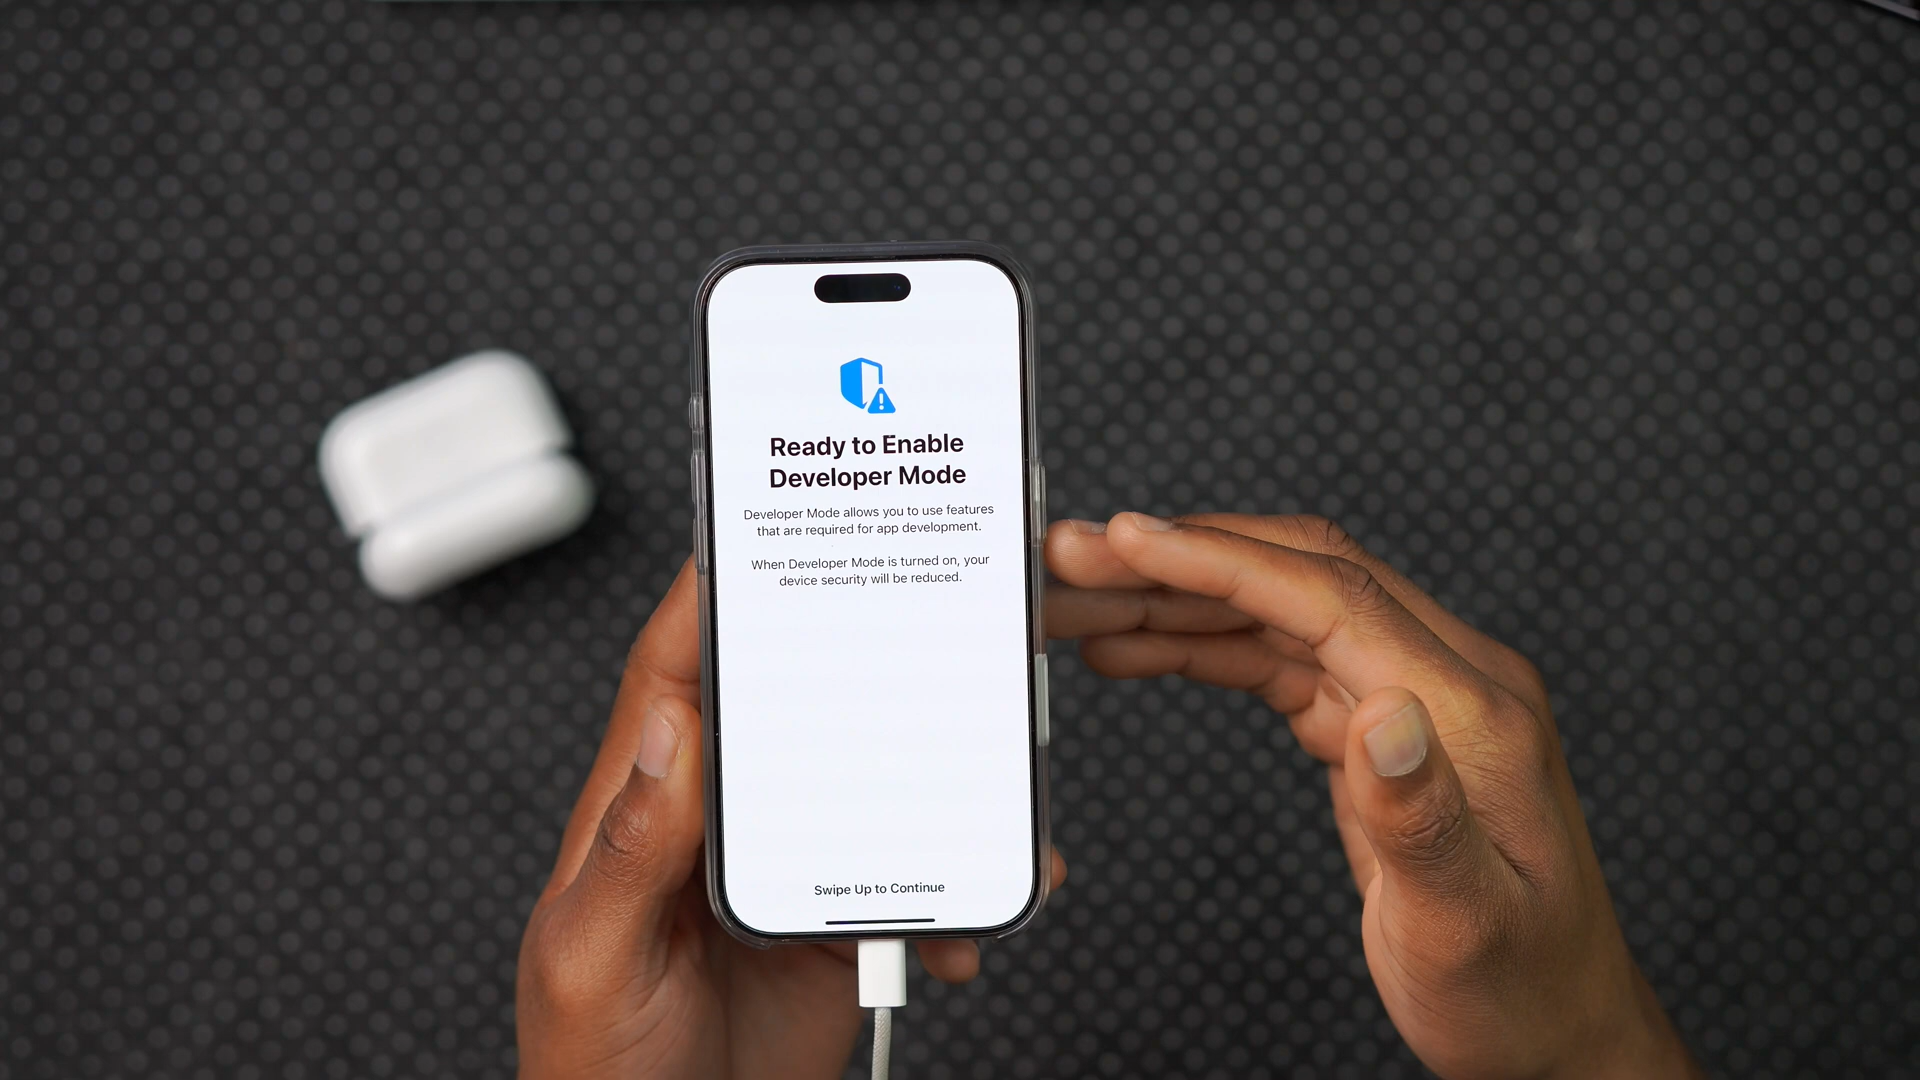 Ready to Enable
Developer Mode
Developer Mode allows you to use features
that are required for app development.
When Developer Mode is turned on, your
device security will be reduced.
Swipe Up to Continue